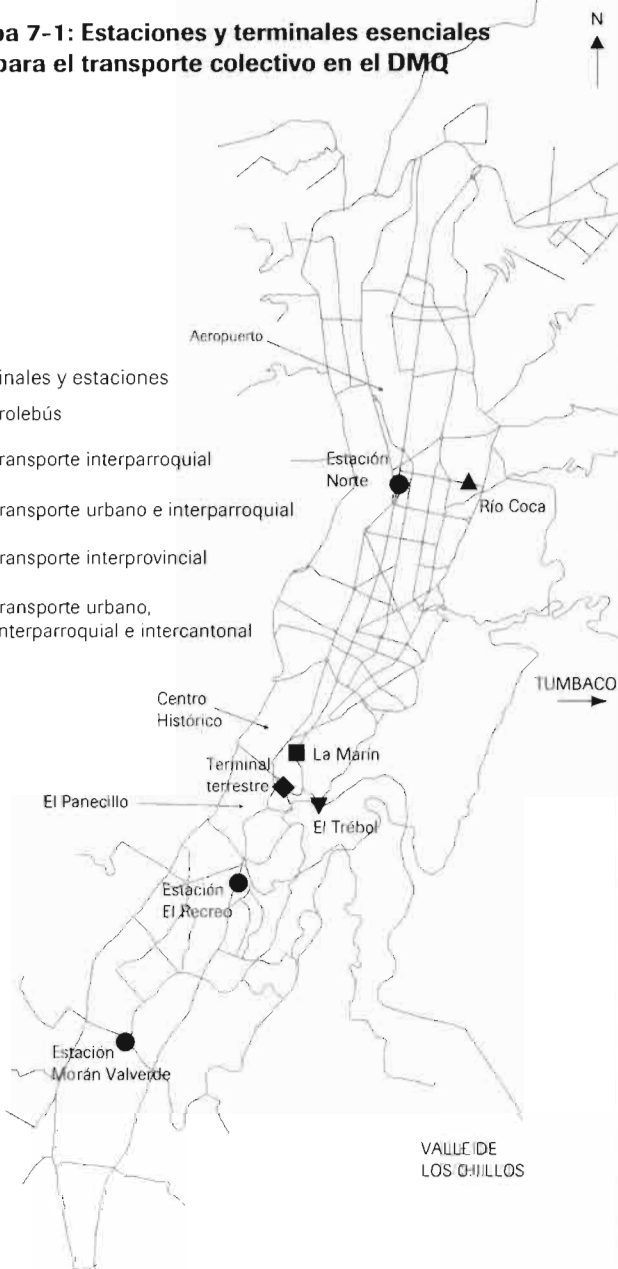 pa 7-1: Estaciones y terminales esenciales
para el transporte colectivo en el DMQ
N
Aeropuerto
inales y estaciones
rolebús
ransporte interparroquial
ransporte urbano e interparroquial
ransporte interprovincial
ransporte urbano,
nterparroquial e intercantonal
Estación
Norte
Río Coca
TUMBACO
Centro
Histórico
La Marín
Terminal
terrestre
El Panecillo
El Trébol
Estación
El Recreo
Estación
Morán Valverde
VALLE DE
LOS CHILLOS